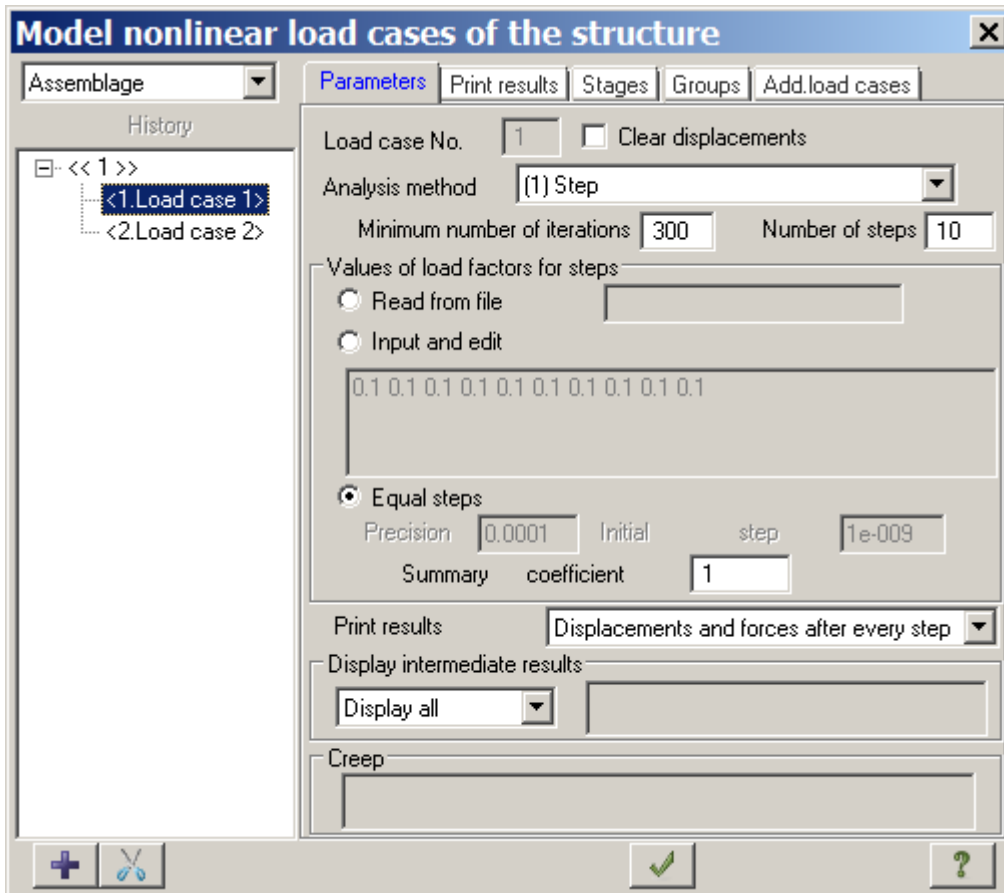 Model nonlinear load cases of the structure
Assemblage
History
<< 1 >>
<1.Load case 1>
<2.Load case 2>
Parameters Print results Stages Groups Add.load cases
Load case No. 1 Clear displacements
Analysis method (1) Step
Minimum number of iterations 300 Number of steps 10
Values of load factors for steps
Read from file
Input and edit
0.1 0.1 0.1 0.1 0.1 0.1 0.1 0.1 0.1 0.1
Equal steps
Precision 0.0001 Initial step 1e-009
Summary coefficient 1
Print results Displacements and forces after every step
Display intermediate results
Display all
Creep
?